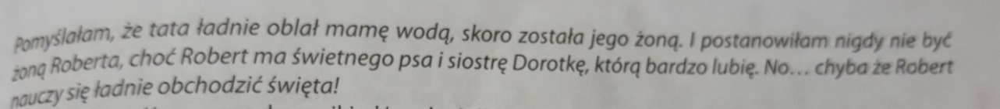 Pomyślałam, że tata ładnie oblał mamę wodą, skoro została jego żoną. I postanowiłam nigdy nie być
żoną Roberta, choć Robert ma świetnego psa i siostrę Dorotkę, którą bardzo lubię. No... chyba że Robert
nauczy się ładnie obchodzić święta!